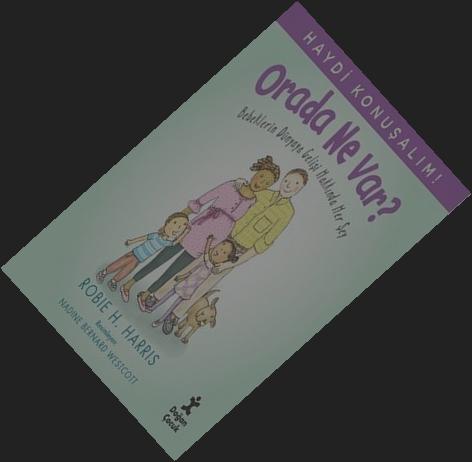 HAYDİ KONUŞALIM!
Orada Ne Var?
Bebeklerin Dünyaya Gelişi Hakkında Her Şey
ROBIE H. HARRIS
Resimleyen:
NADINE BERNARD WESTCOTT
Doğan
Çocuk